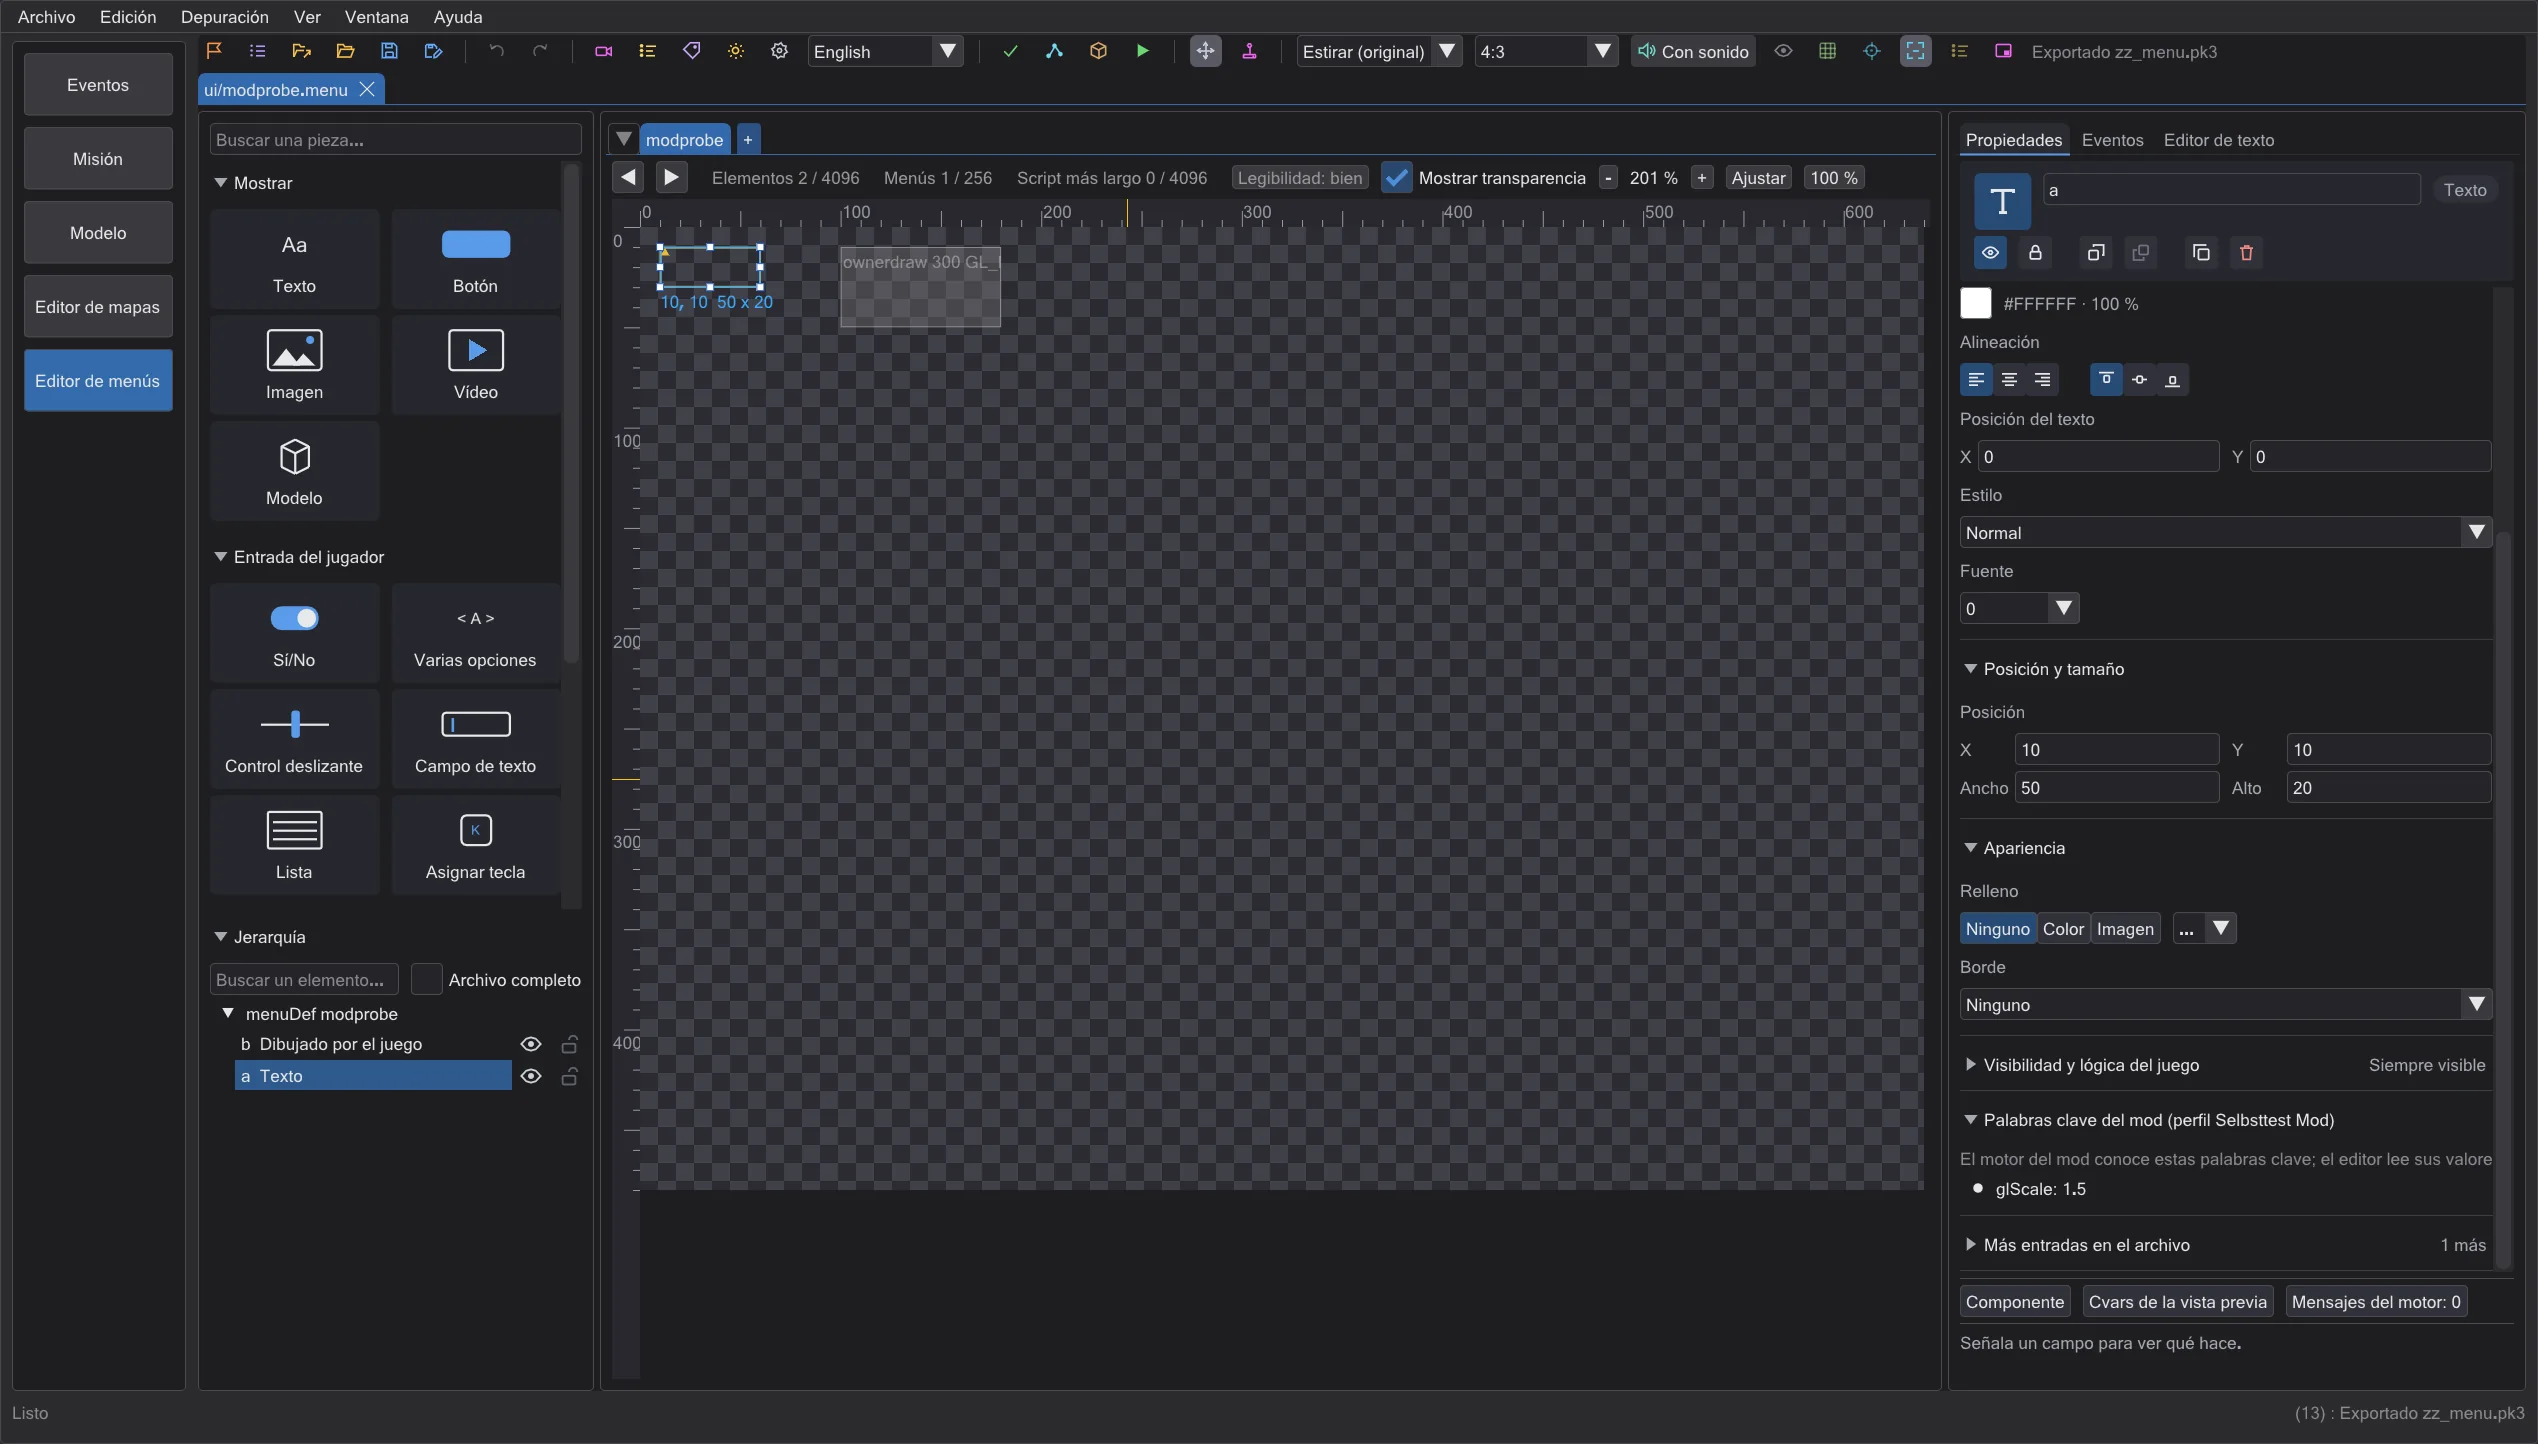 Archivo Edición Depuración Ver Ventana Ayuda
English
Estirar (original)
4:3
Con sonido
Exportado zz_menu.pk3
Eventos
Misión
Modelo
Editor de mapas
Editor de menús
ui/modprobe.menu
Buscar una pieza...
Mostrar
Aa
Texto
Botón
Imagen
Vídeo
Modelo
Entrada del jugador
Sí/No
< A >
Varias opciones
Control deslizante
Campo de texto
Lista
K
Asignar tecla
Jerarquía
Buscar un elemento...
Archivo completo
menuDef modprobe
b Dibujado por el juego
a Texto
modprobe +
Elementos 2 / 4096 Menús 1 / 256 Script más largo 0 / 4096 Legibilidad: bien Mostrar transparencia - 201 % + Ajustar 100 %
0 100 200 300 400 500 600
0
100
200
300
400
ownerdraw 300 GL_
10, 10 50 x 20
Propiedades Eventos Editor de texto
T a Texto
#FFFFFF · 100 %
Alineación
Posición del texto
X 0 Y 0
Estilo
Normal
Fuente
0
Posición y tamaño
Posición
X 10 Y 10
Ancho 50 Alto 20
Apariencia
Relleno
Ninguno Color Imagen ...
Borde
Ninguno
Visibilidad y lógica del juego Siempre visible
Palabras clave del mod (perfil Selbsttest Mod)
El motor del mod conoce estas palabras clave; el editor lee sus valore
glScale: 1.5
Más entradas en el archivo 1 más
Componente Cvars de la vista previa Mensajes del motor: 0
Señala un campo para ver qué hace.
Listo
(13) : Exportado zz_menu.pk3